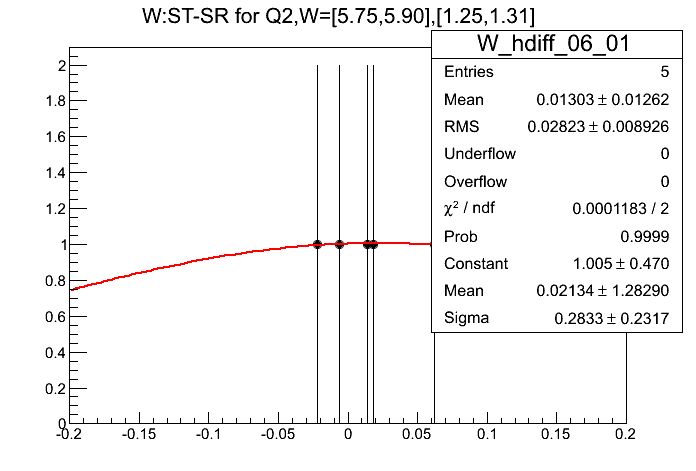 W:ST-SR for Q2,W=[5.75,5.90],[1.25,1.31]
W_hdiff_06_01
Entries 5
Mean 0.01303 ± 0.01262
RMS 0.02823 ± 0.008926
Underflow 0
Overflow 0
χ² / ndf 0.0001183 / 2
Prob 0.9999
Constant 1.005 ± 0.470
Mean 0.02134 ± 1.28290
Sigma 0.2833 ± 0.2317
2
1.8
1.6
1.4
1.2
1
0.8
0.6
0.4
0.2
0
-0.2 -0.15 -0.1 -0.05 0 0.05 0.1 0.15 0.2